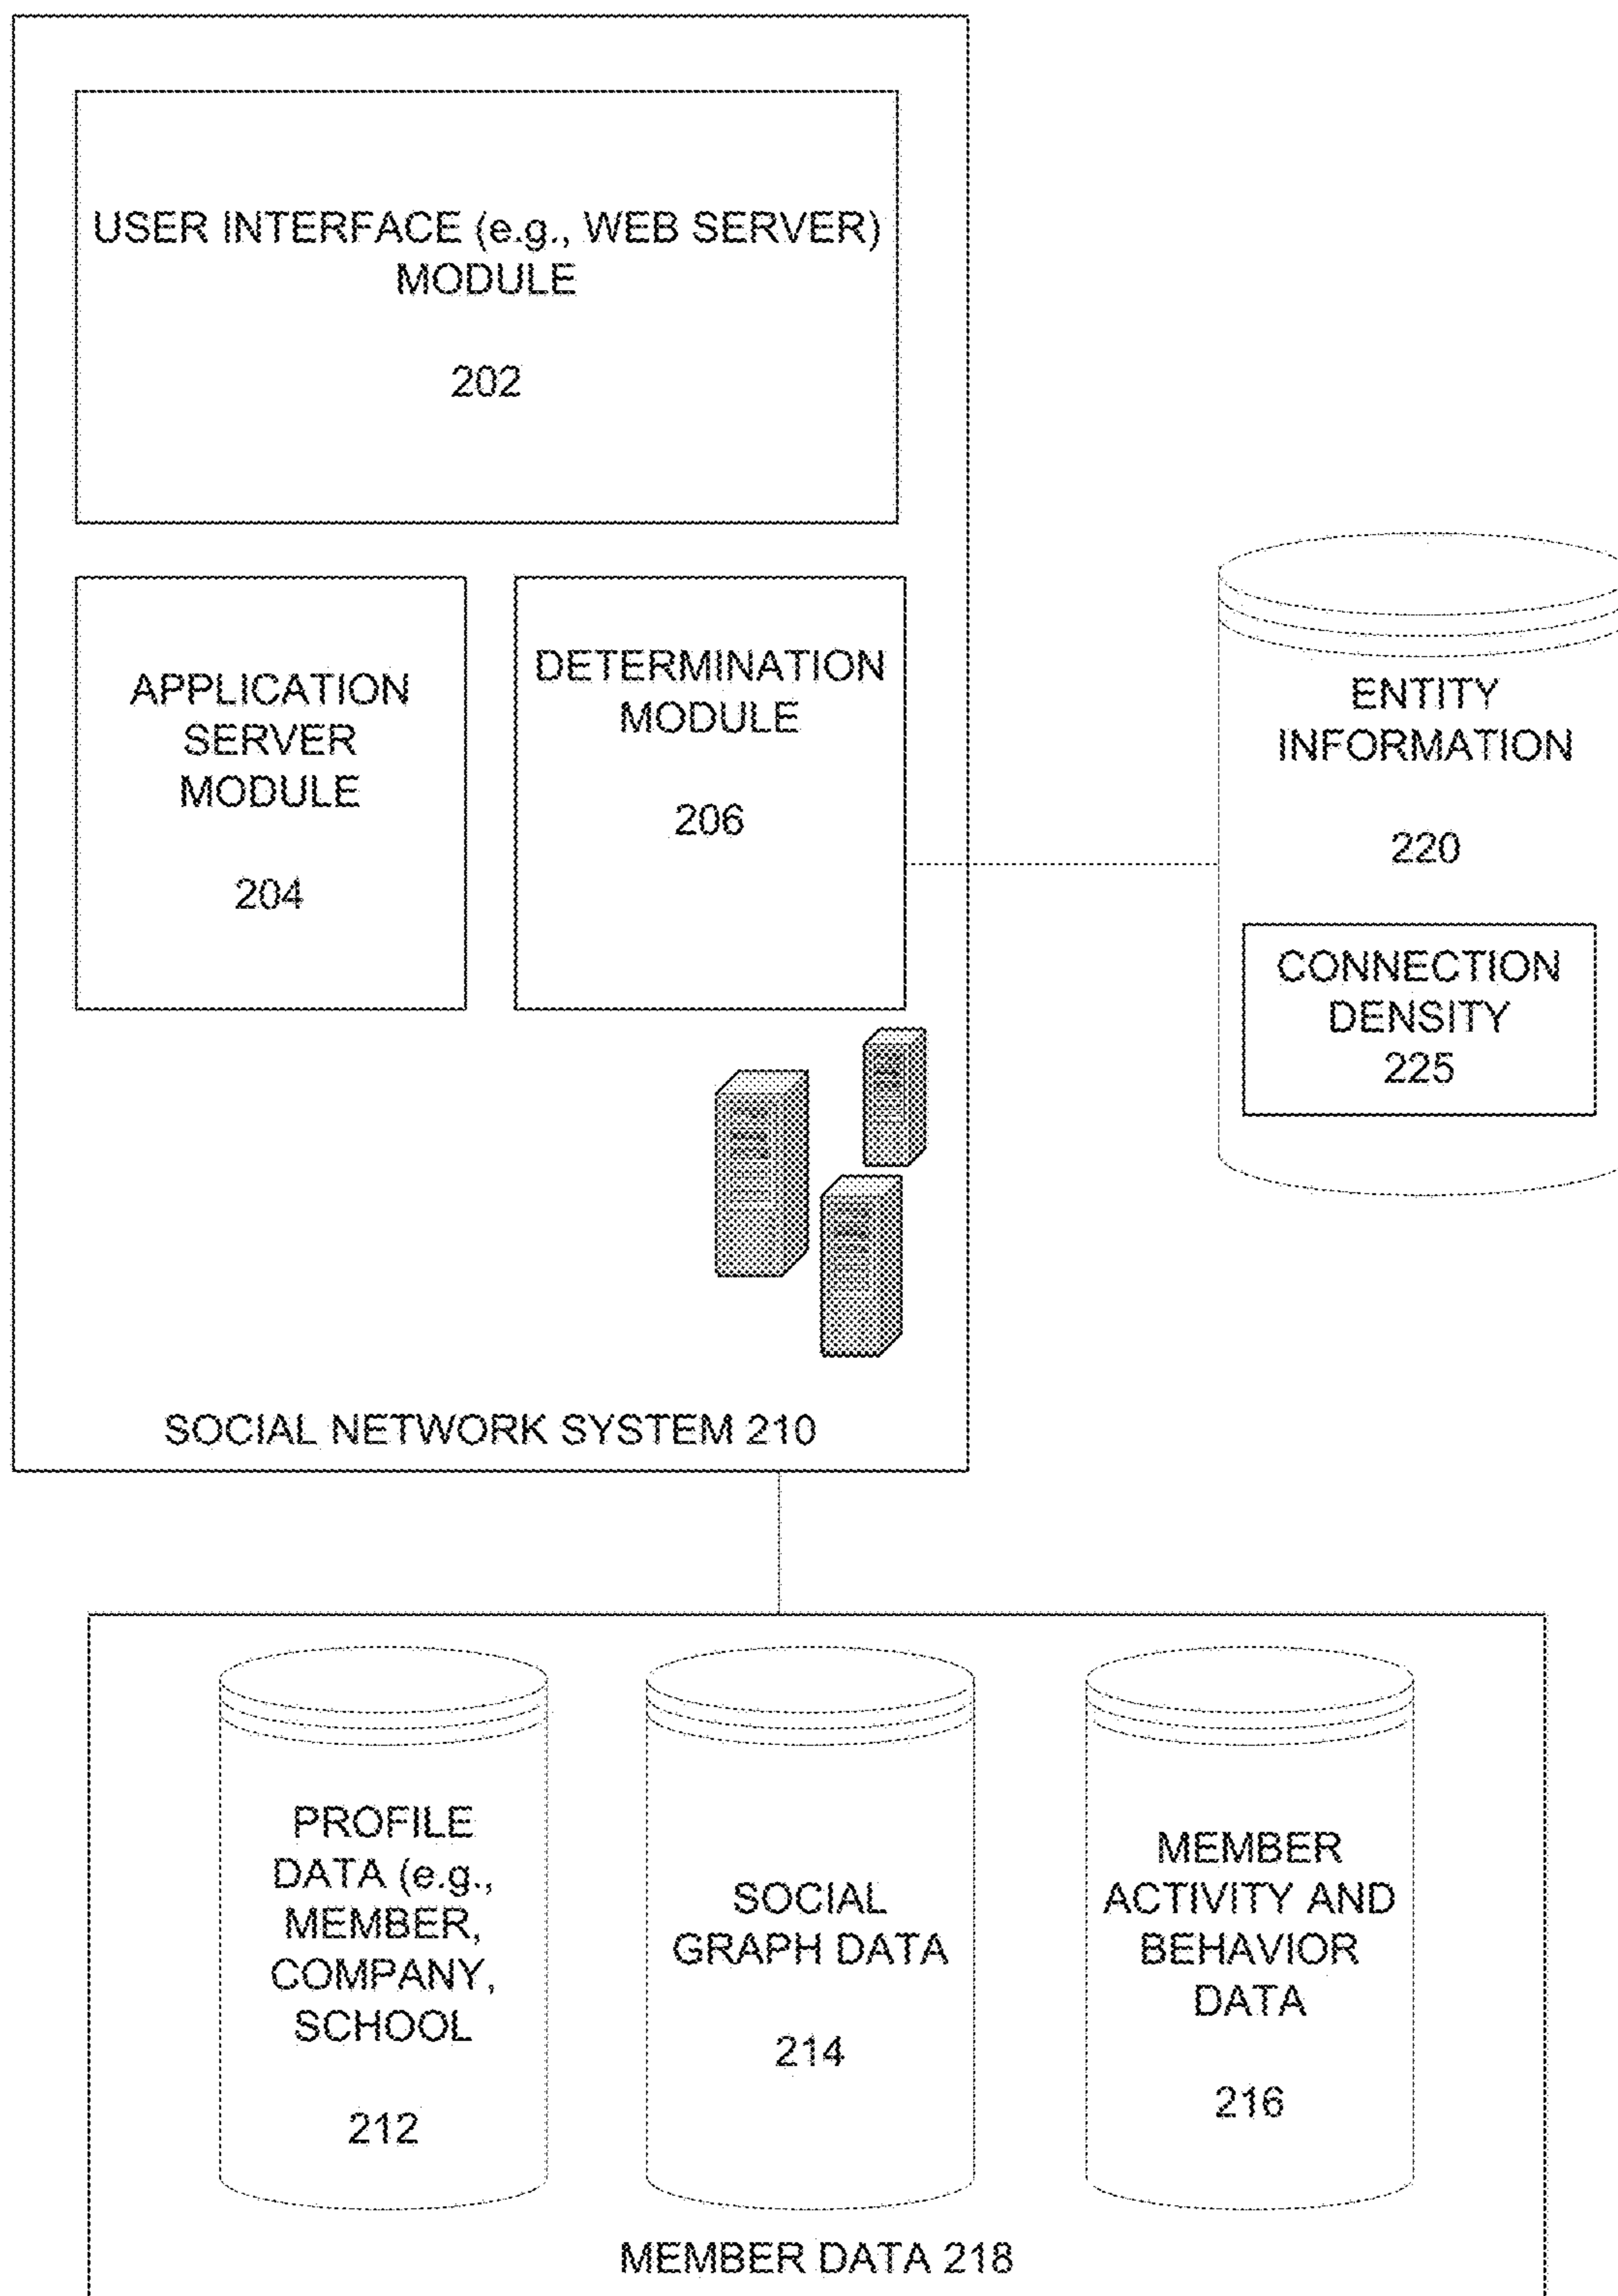 USER INTERFACE (e.g., WEB SERVER)
MODULE
202
APPLICATION
SERVER
MODULE
204
DETERMINATION
MODULE
206
ENTITY
INFORMATION
220
CONNECTION
DENSITY
225
SOCIAL NETWORK SYSTEM 210
PROFILE
DATA (e.g.,
MEMBER,
COMPANY,
SCHOOL
212
SOCIAL
GRAPH DATA
214
MEMBER
ACTIVITY AND
BEHAVIOR
DATA
216
MEMBER DATA 218